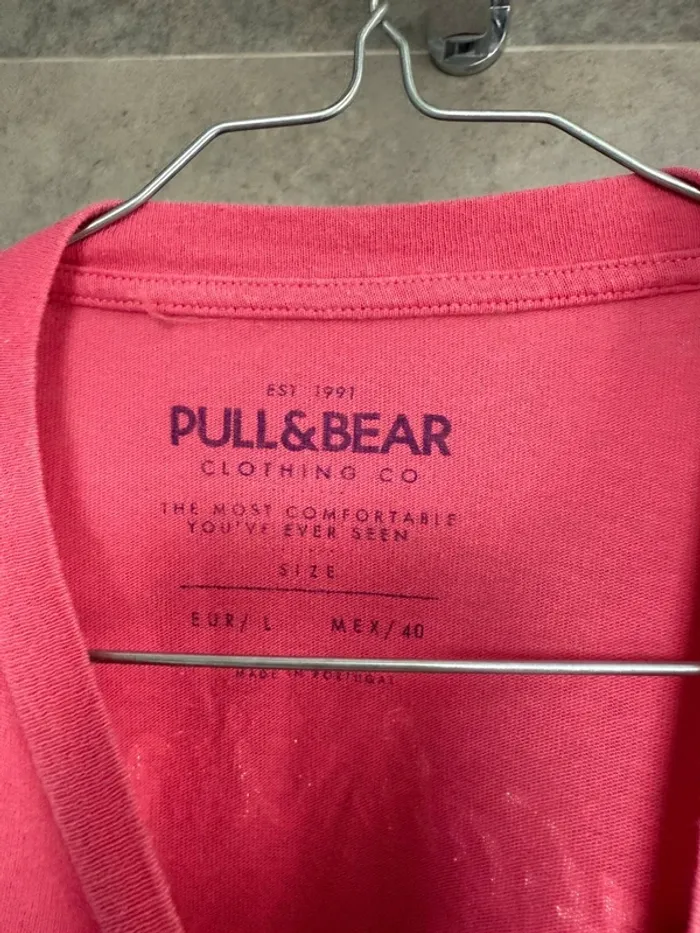 EST 1991
PULL&BEAR
CLOTHING CO
THE MOST COMFORTABLE
YOU'VE EVER SEEN
SIZE
EUR/ L MEX/40
MADE IN PORTUGAL